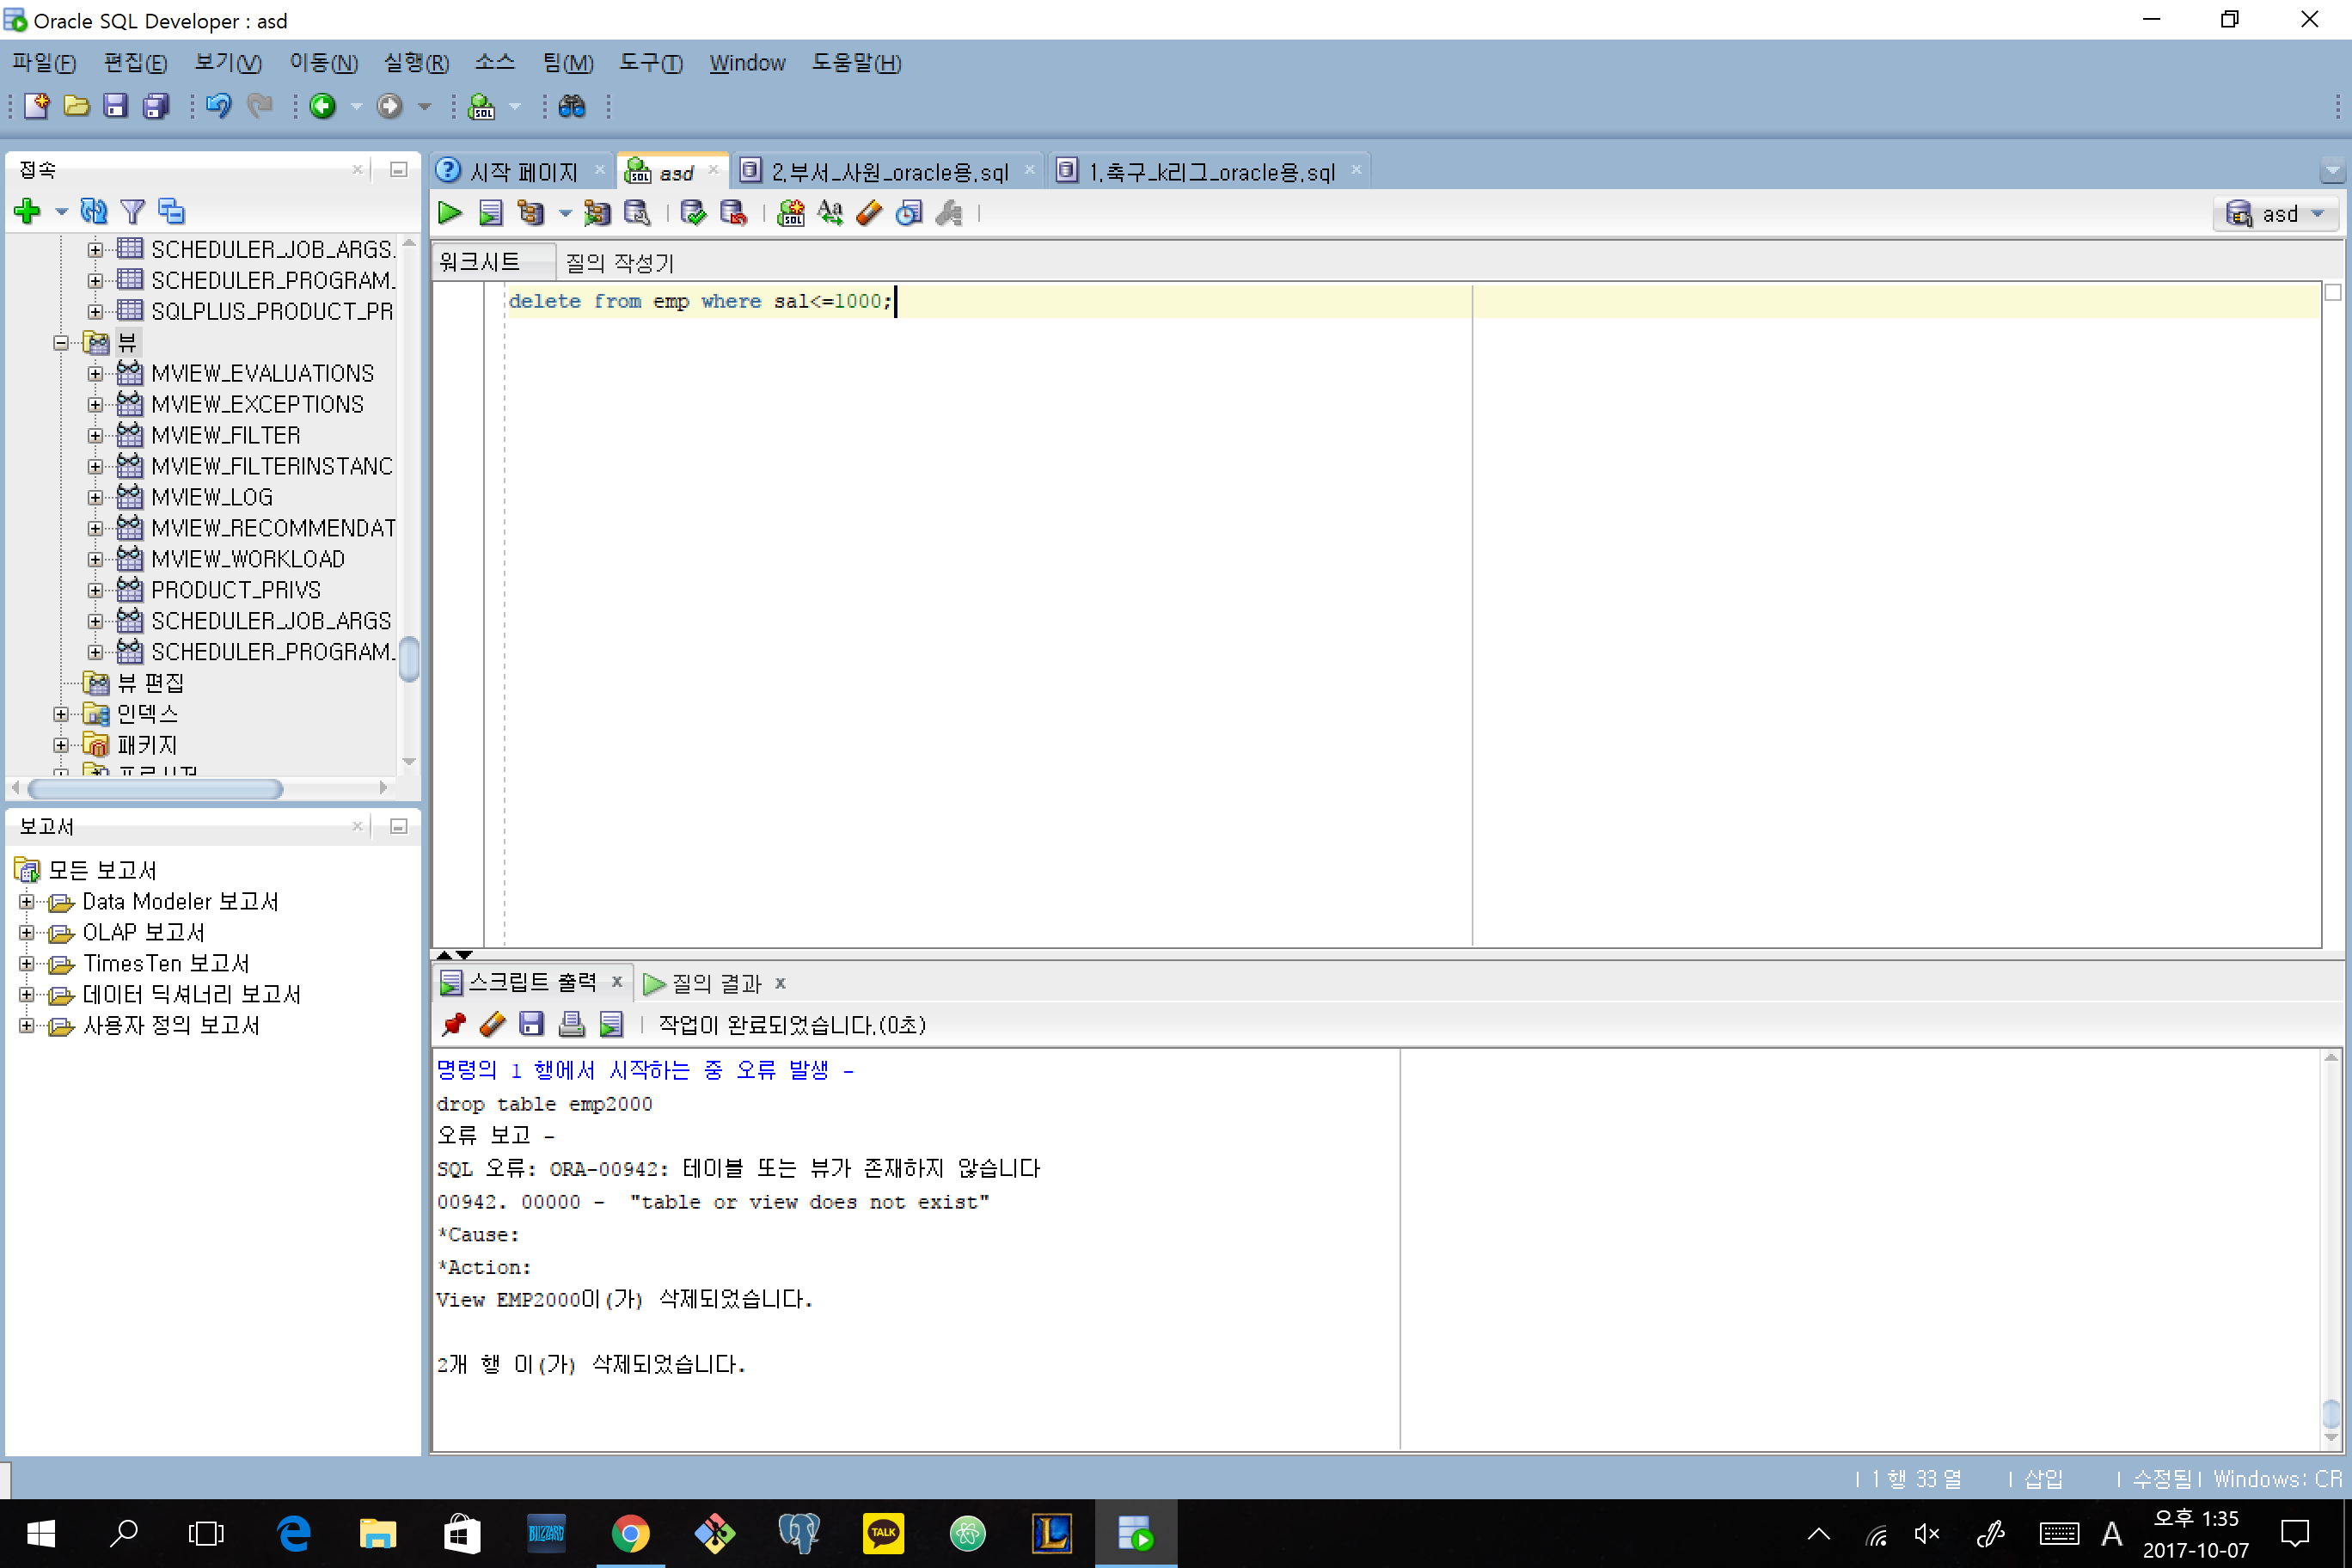 Oracle SQL Developer : asd
파일(F) 편집(E) 보기(V) 이동(N) 실행(R) 소스 팀(M) 도구(T) Window 도움말(H)
접속
SCHEDULER_JOB_ARGS.
SCHEDULER_PROGRAM.
SQLPLUS_PRODUCT_PR
뷰
MVIEW_EVALUATIONS
MVIEW_EXCEPTIONS
MVIEW_FILTER
MVIEW_FILTERINSTANC
MVIEW_LOG
MVIEW_RECOMMENDAT
MVIEW_WORKLOAD
PRODUCT_PRIVS
SCHEDULER_JOB_ARGS
SCHEDULER_PROGRAM.
뷰 편집
인덱스
패키지
보고서
모든 보고서
Data Modeler 보고서
OLAP 보고서
TimesTen 보고서
데이터 딕셔너리 보고서
사용자 정의 보고서
시작 페이지 asd 2.부서_사원_oracle용.sql 1.축구_k리그_oracle용.sql
asd
워크시트 질의 작성기
delete from emp where sal<=1000;
스크립트 출력 질의 결과
작업이 완료되었습니다.(0초)
명령의 1 행에서 시작하는 중 오류 발생 -
drop table emp2000
오류 보고 -
SQL 오류: ORA-00942: 테이블 또는 뷰가 존재하지 않습니다
00942. 00000 - "table or view does not exist"
*Cause:
*Action:
View EMP2000이(가) 삭제되었습니다.
2개 행 이(가) 삭제되었습니다.
1 행 33 열 삽입 수정됨 Windows: CR
BLIZZARD
TALK
A
오후 1:35
2017-10-07